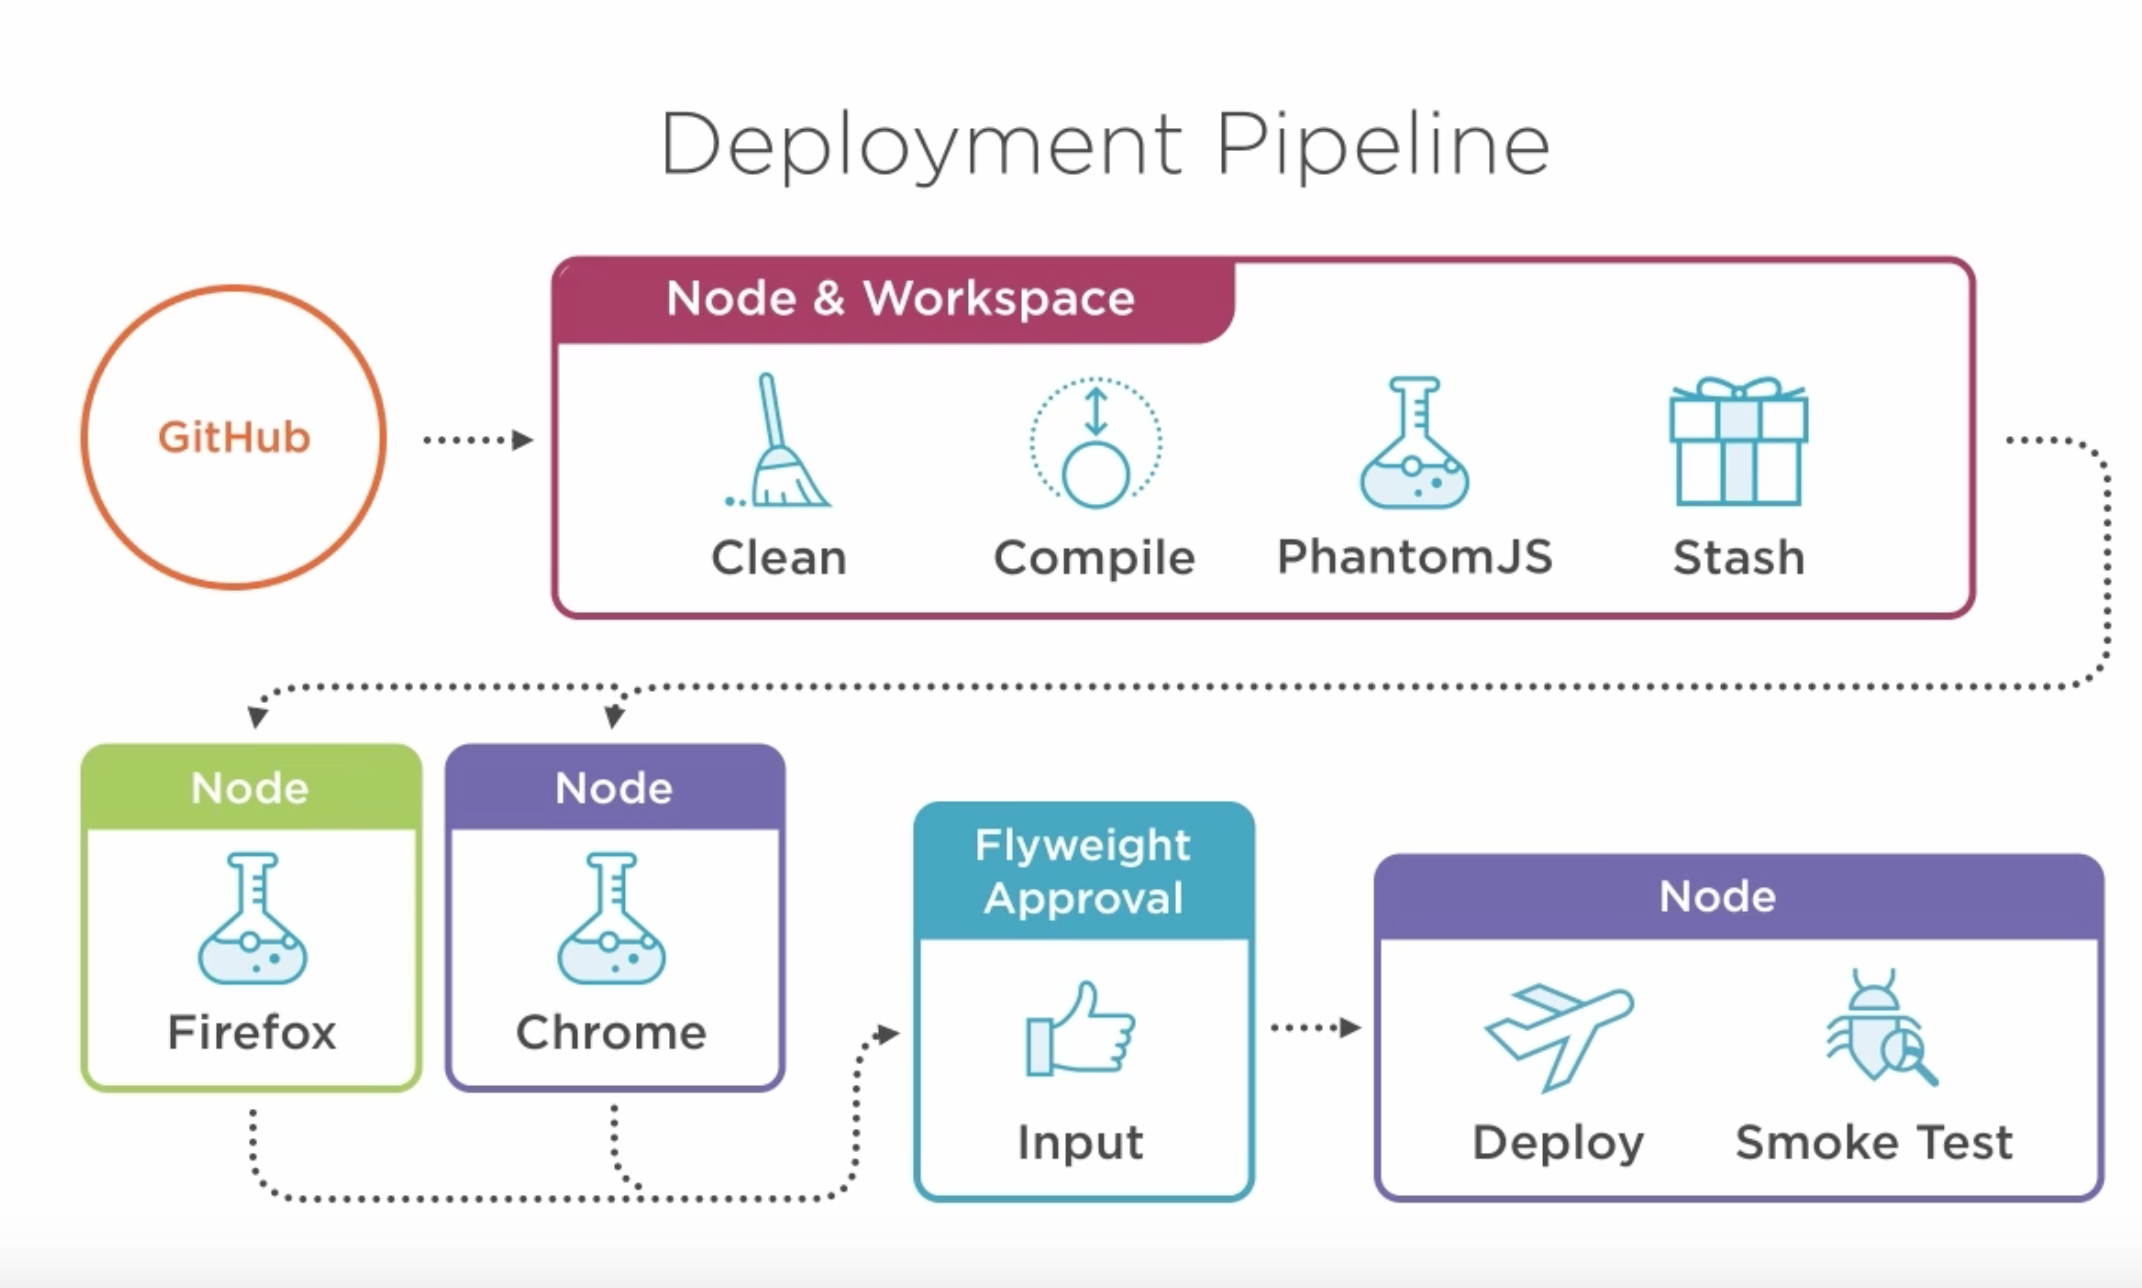 Deployment Pipeline
GitHub
Node & Workspace
Clean
Compile
PhantomJS
Stash
Node
Firefox
Node
Chrome
Flyweight
Approval
Input
Node
Deploy
Smoke Test